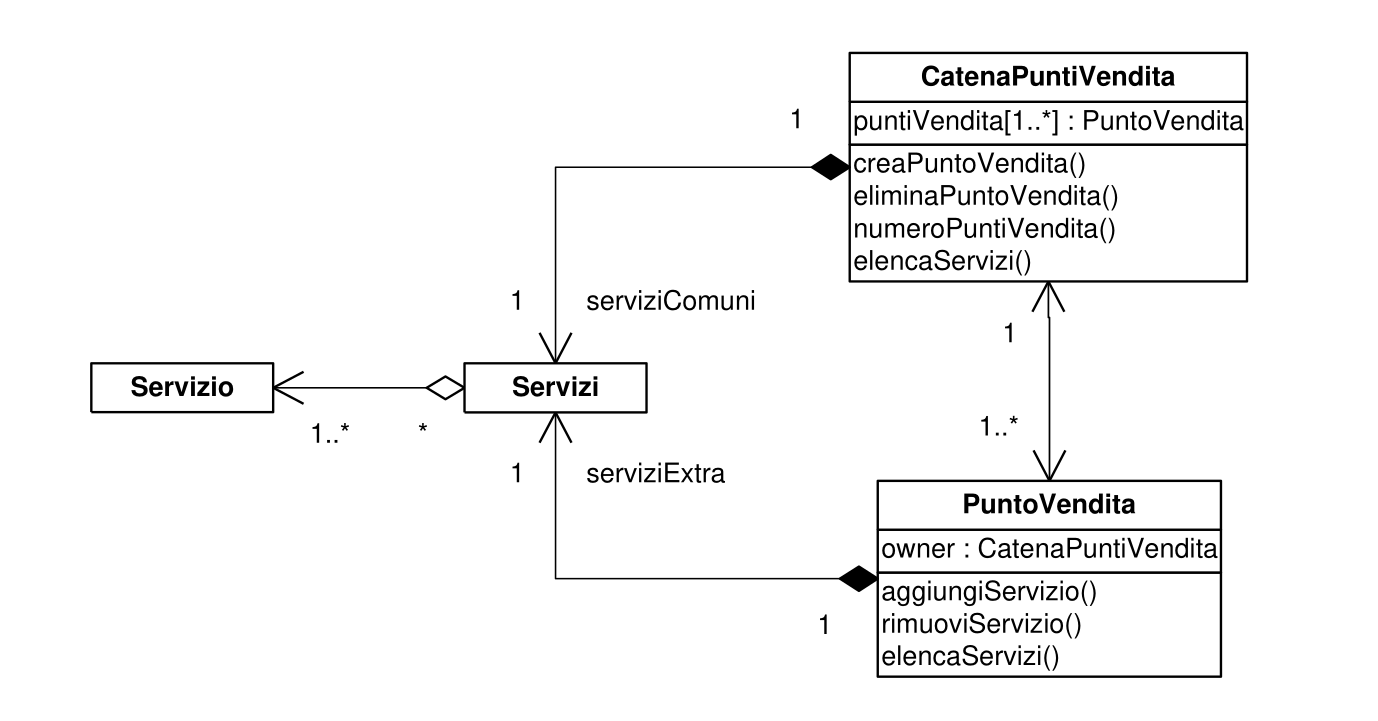 CatenaPuntiVendita
puntiVendita[1..*] : PuntoVendita
creaPuntoVendita()
eliminaPuntoVendita()
numeroPuntiVendita()
elencaServizi()
1
1
serviziComuni
1
Servizio
Servizi
1..*
*
1..*
1
serviziExtra
PuntoVendita
owner : CatenaPuntiVendita
aggiungiServizio()
rimuoviServizio()
elencaServizi()
1